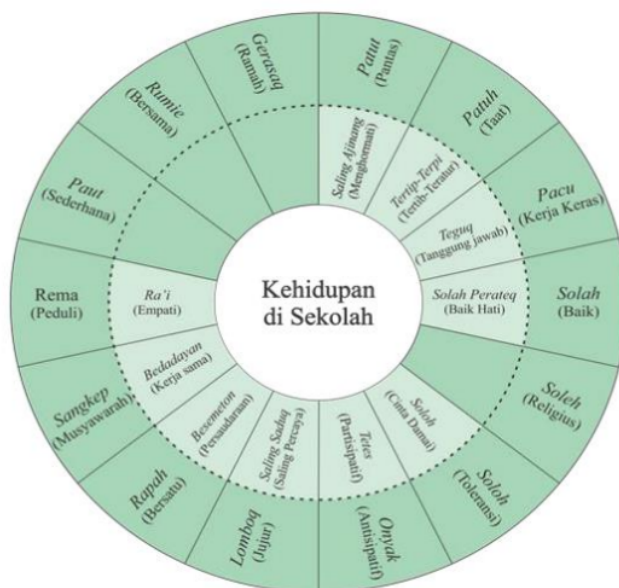 Patut
(Pantas)
Patuh
(Taat)
Pacu
(Kerja Keras)
Solah
(Baik)
Soleh
(Religius)
Soloh
(Toleransi)
Onyak
(Antisipatif)
Lomboq
(Jujur)
Rapah
(Bersatu)
Sangkep
(Musyawarah)
Rema
(Peduli)
Paut
(Sederhana)
Rumie
(Bersama)
Gerasaq
(Ramah)
Saling Ajinang
(Menghormati)
Tertip-Terpi
(Tertib-Teratur)
Teguq
(Tanggung jawab)
Solah Perateq
(Baik Hati)
Soloh
(Cinta Damai)
Tetes
(Partisipatif)
Saling Saduq
(Saling Percaya)
Besemeton
(Persaudaraan)
Bedadayan
(Kerja sama)
Ra'i
(Empati)
Kehidupan
di Sekolah